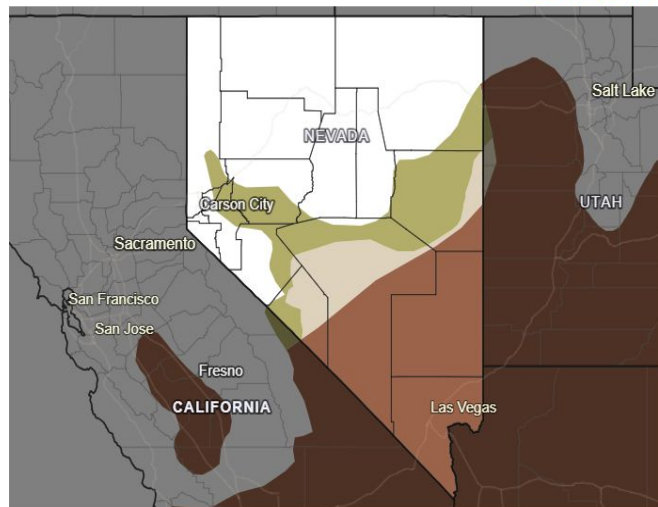 Salt Lake
NEVADA
Carson City
UTAH
Sacramento
San Francisco
San Jose
Fresno
CALIFORNIA
Las Vegas